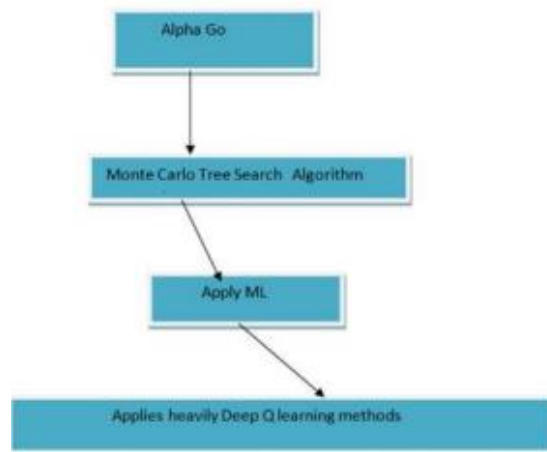 Alpha Go
Monte Carlo Tree Search Algorithm
Apply ML
Applies heavily Deep Q learning methods